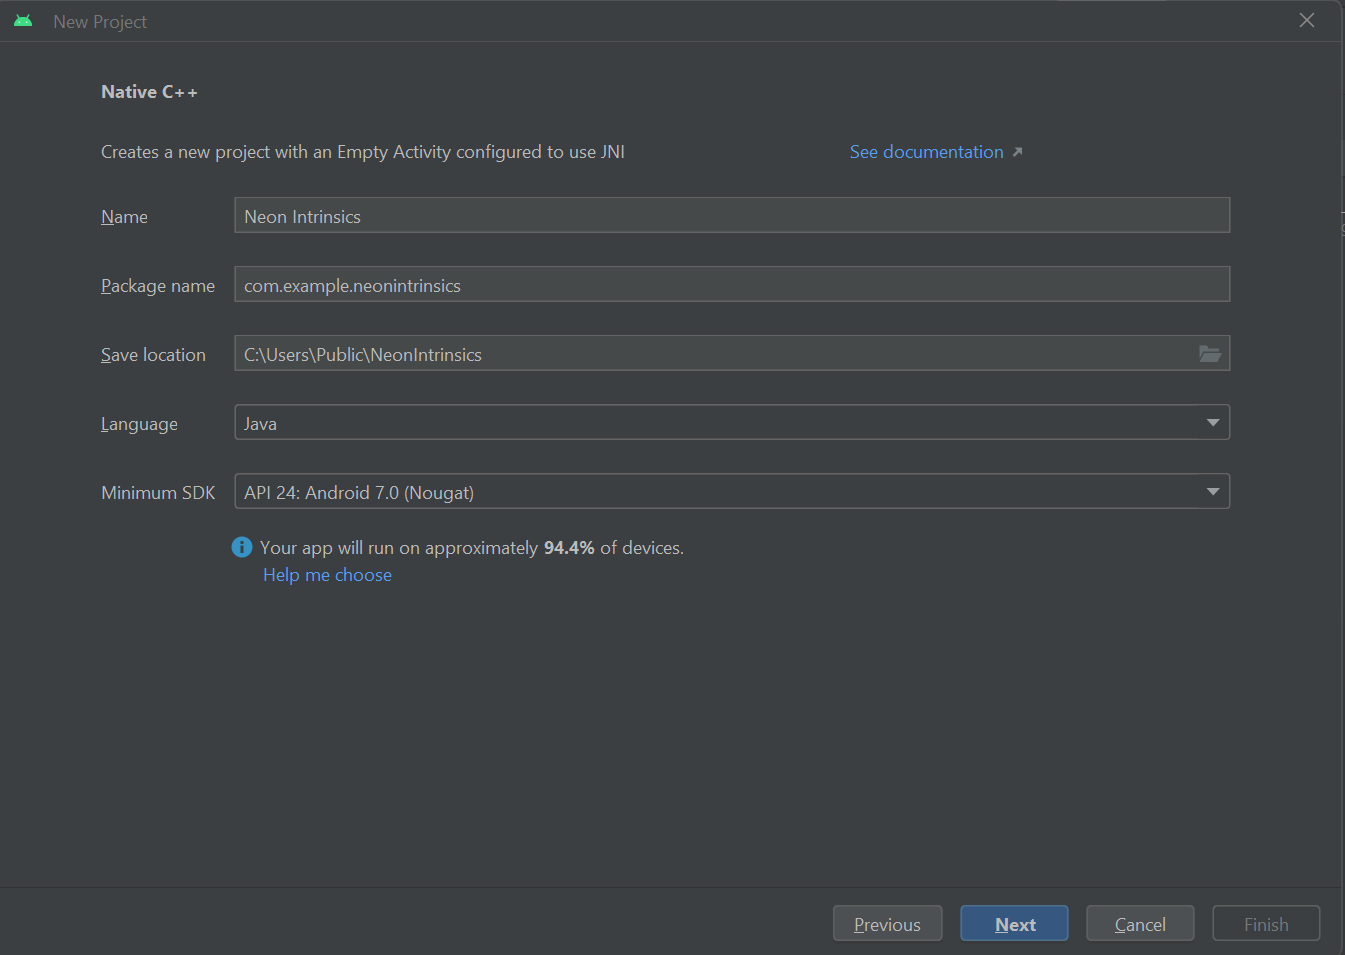 New Project
Native C++
Creates a new project with an Empty Activity configured to use JNI See documentation
Name Neon Intrinsics
Package name com.example.neonintrinsics
Save location C:\Users\Public\NeonIntrinsics
Language Java
Minimum SDK API 24: Android 7.0 (Nougat)
Your app will run on approximately 94.4% of devices.
Help me choose
Previous Next Cancel Finish